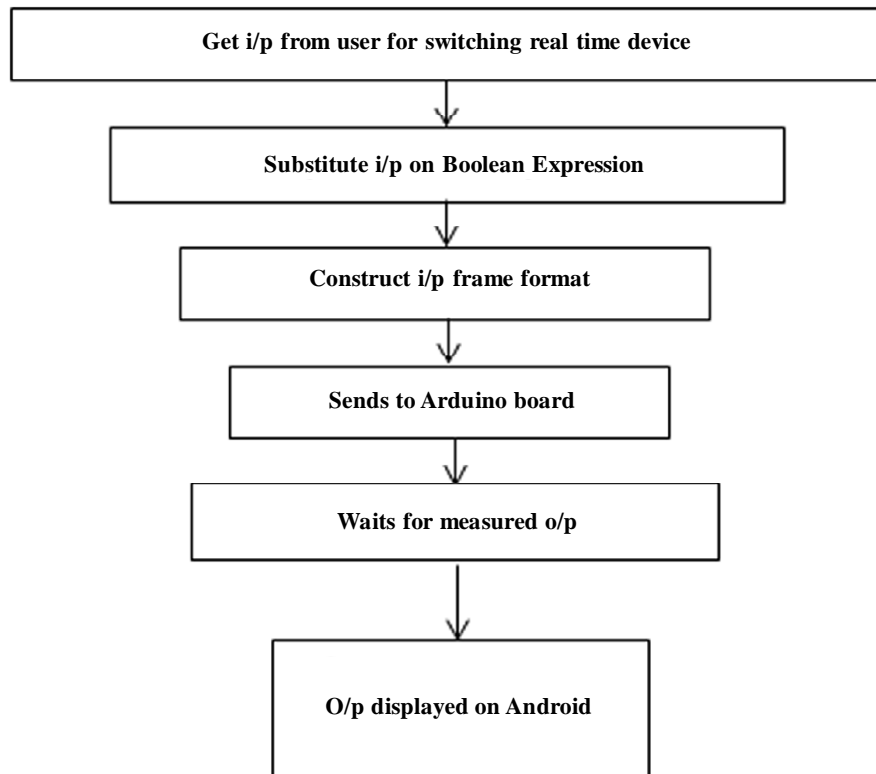 Get i/p from user for switching real time device
Substitute i/p on Boolean Expression
Construct i/p frame format
Sends to Arduino board
Waits for measured o/p
O/p displayed on Android